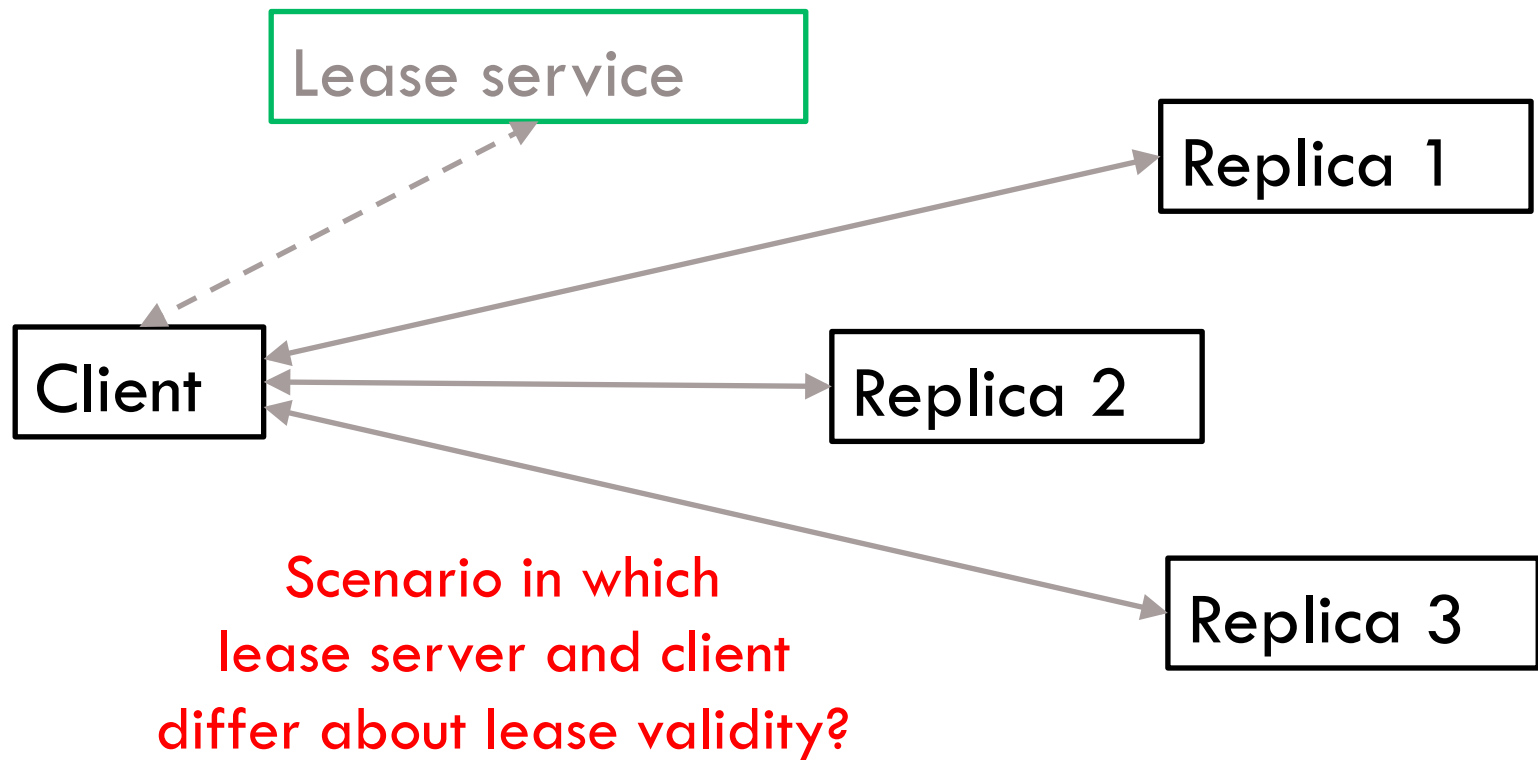 Lease service
Replica 1
Client
Replica 2
Replica 3
Scenario in which
lease server and client
differ about lease validity?